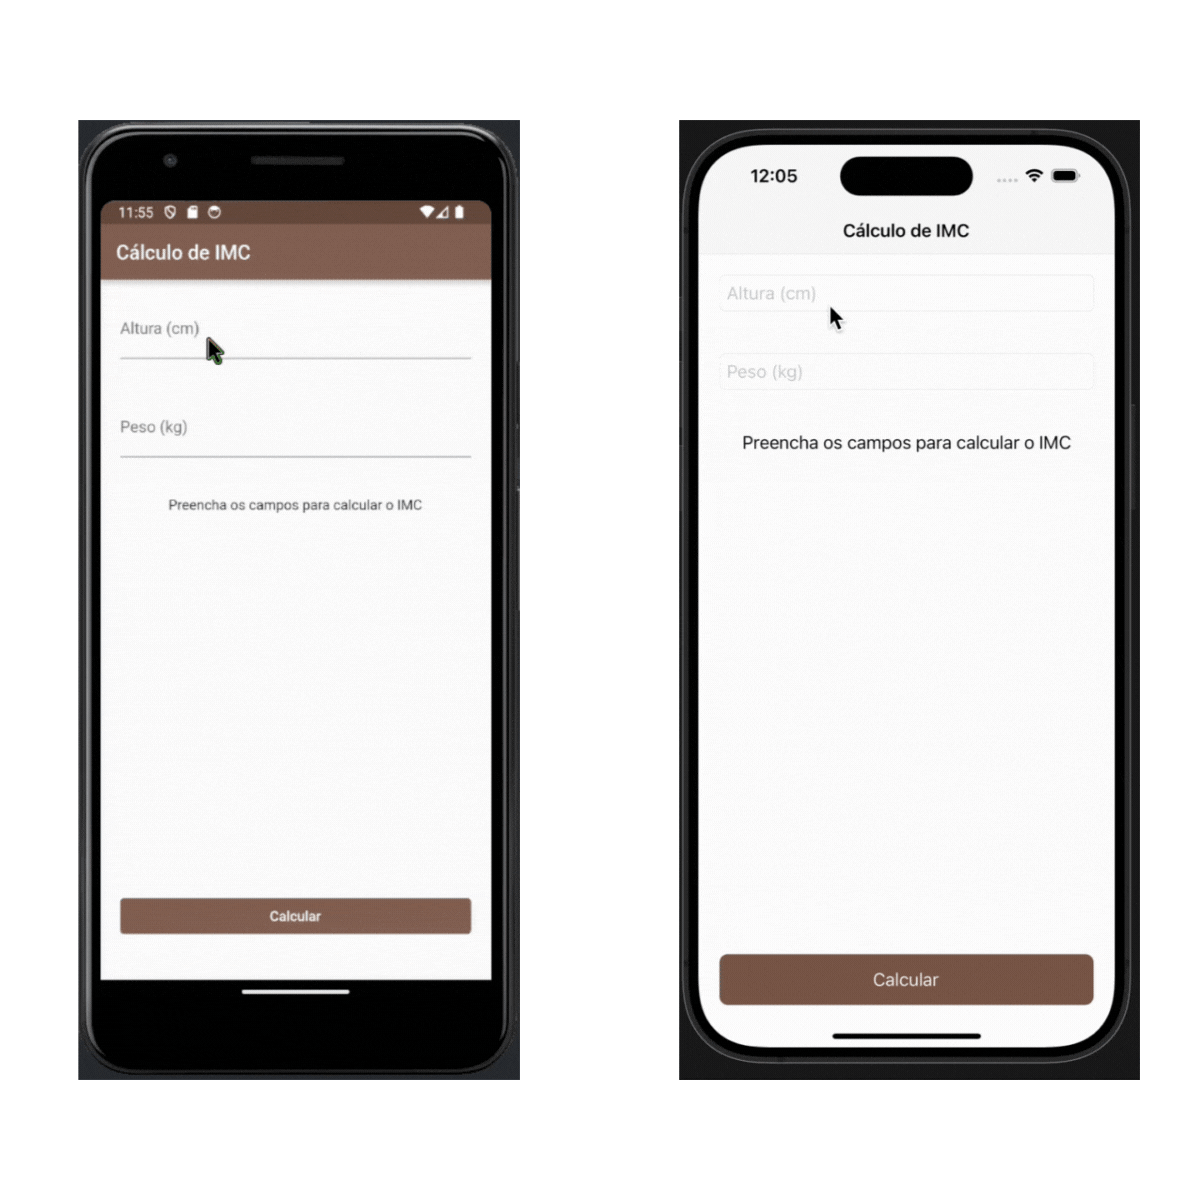 11:55
Cálculo de IMC
Altura (cm)
Peso (kg)
Preencha os campos para calcular o IMC
Calcular
12:05
Cálculo de IMC
Altura (cm)
Peso (kg)
Preencha os campos para calcular o IMC
Calcular